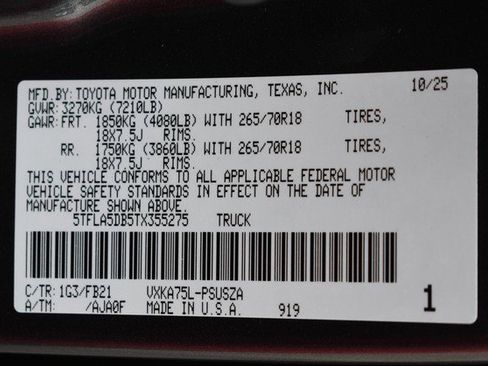 MFD.BY: TOYOTA MOTOR MANUFACTURING, TEXAS, INC. 10/25
GVWR: 3270KG (7210LB)
GAWR: FRT. 1850KG (4080LB) WITH 265/70R18 TIRES,
18X7.5J RIMS.
RR. 1750KG (3860LB) WITH 265/70R18 TIRES,
18X7.5J RIMS.
THIS VEHICLE CONFORMS TO ALL APPLICABLE FEDERAL MOTOR
VEHICLE SAFETY STANDARDS IN EFFECT ON THE DATE OF
MANUFACTURE SHOWN ABOVE.
5TFLA5DB5TX355275 TRUCK
C/TR: 1G3/FB21 VXKA75L-PSUSZA
A/TM: /AJA0F MADE IN U.S.A. 919 1